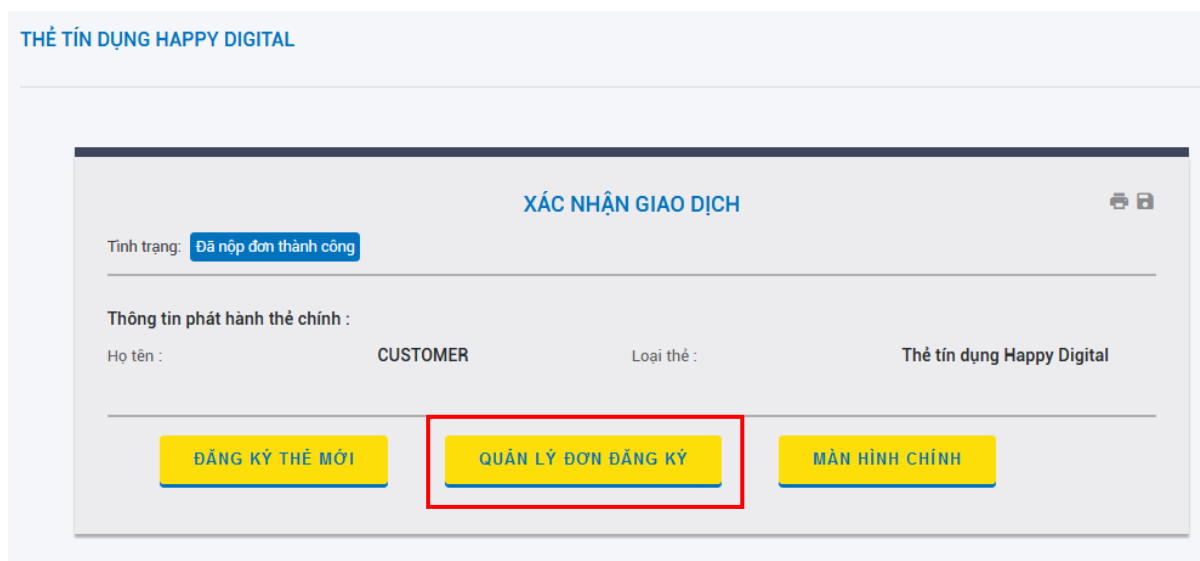 THẺ TÍN DỤNG HAPPY DIGITAL
XÁC NHẬN GIAO DỊCH
Tình trạng: Đã nộp đơn thành công
Thông tin phát hành thẻ chính :
Họ tên : CUSTOMER Loại thẻ : Thẻ tín dụng Happy Digital
ĐĂNG KÝ THẺ MỚI QUẢN LÝ ĐƠN ĐĂNG KÝ MÀN HÌNH CHÍNH